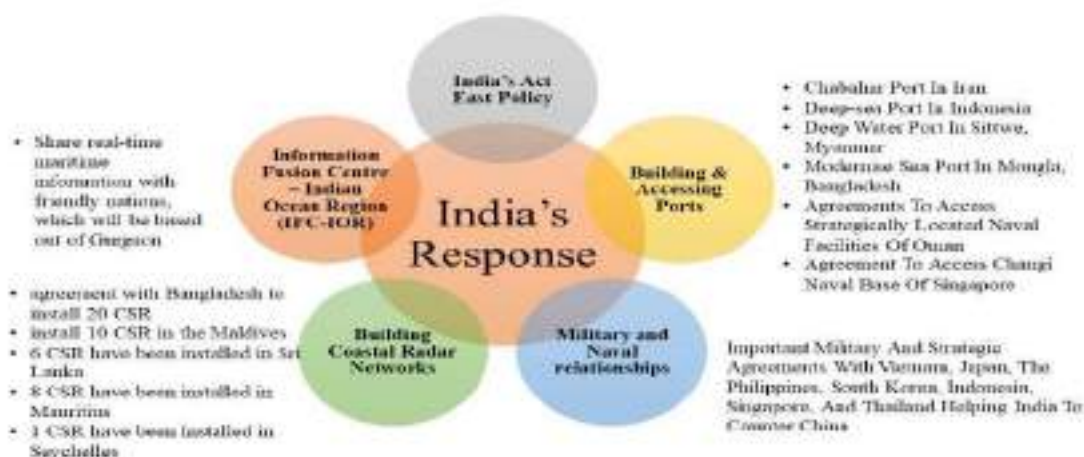 India's Act
East Policy
• Share real-time
maritime
information with
friendly nations,
which will be based
out of Gurgaon
Information
Fusion Centre
– Indian
Ocean Region
(IFC-IOR)
India's
Response
Building &
Accessing
Ports
• Chabahar Port In Iran
• Deep-sea Port In Indonesia
• Deep Water Port In Sittwe,
Myanmar
• Modernise Sea Port In Mongla,
Bangladesh
• Agreements To Access
Strategically Located Naval
Facilities Of Oman
• Agreement To Access Changi
Naval Base Of Singapore
• agreement with Bangladesh to
install 20 CSR
• install 10 CSR in the Maldives
• 6 CSR have been installed in Sri
Lanka
• 8 CSR have been installed in
Mauritius
• 1 CSR have been installed in
Seychelles
Building
Coastal Radar
Networks
Military and
Naval
relationships
Important Military And Strategic
Agreements With Vietnam, Japan, The
Philippines, South Korea, Indonesia,
Singapore, And Thailand Helping India To
Counter China